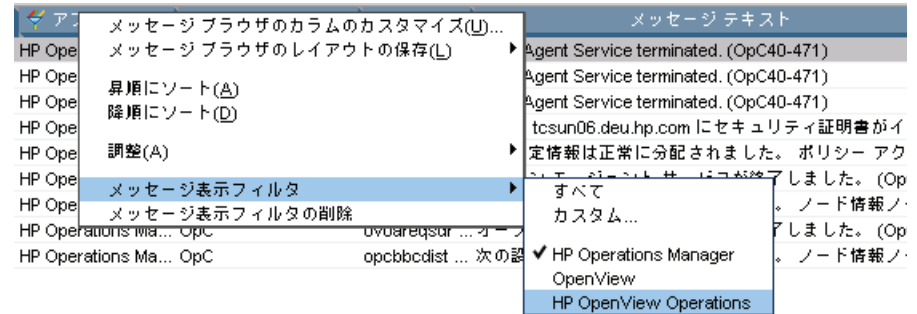 メッセージ テキスト
メッセージ ブラウザのカラムのカスタマイズ(U)...
HP Ope
メッセージ ブラウザのレイアウトの保存(L)
Agent Service terminated. (OpC40-471)
HP Ope
Agent Service terminated. (OpC40-471)
昇順にソート(A)
HP Ope
Agent Service terminated. (OpC40-471)
降順にソート(D)
HP Ope
tcsun06.deu.hp.com にセキュリティ証明書がイ
HP Ope
調整(A)
定情報は正常に分配されました。 ポリシー アク
HP Ope
(Op
メッセージ表示フィルタ
すべて
HP Ope
ノード情報ノ
メッセージ表示フィルタの削除
カスタム...
HP Operations Ma... OpC
了しました。 (Op
HP Operations Ma... OpC
opcbbcdist ... 次の設
HP Operations Manager
。 ノード情報ノ
OpenView
HP OpenView Operations